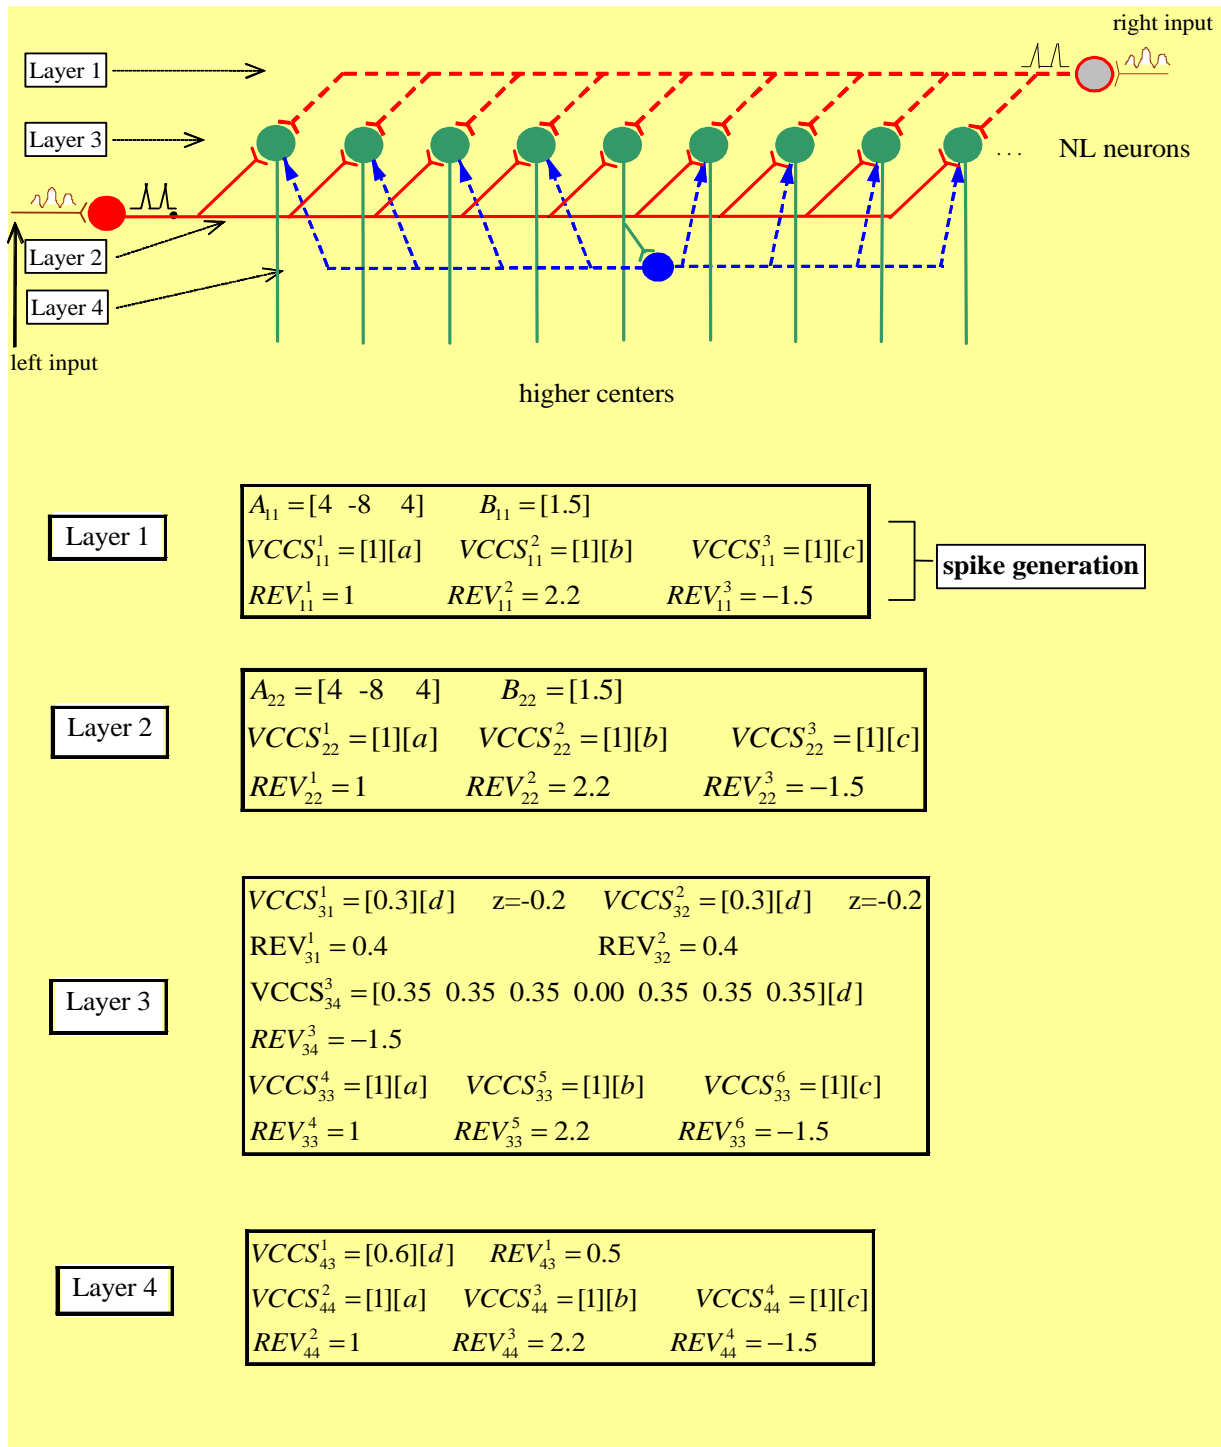 right input
Layer 1
Layer 3
... NL neurons
Layer 2
Layer 4
left input
higher centers
Layer 1
A₁₁ = [4 -8 4] B₁₁ = [1.5]
VCCS¹₁₁ = [1][a] VCCS²₁₁ = [1][b] VCCS³₁₁ = [1][c]
REV¹₁₁ = 1 REV²₁₁ = 2.2 REV³₁₁ = −1.5
spike generation
Layer 2
A₂₂ = [4 -8 4] B₂₂ = [1.5]
VCCS¹₂₂ = [1][a] VCCS²₂₂ = [1][b] VCCS³₂₂ = [1][c]
REV¹₂₂ = 1 REV²₂₂ = 2.2 REV³₂₂ = −1.5
Layer 3
VCCS¹₃₁ = [0.3][d] z=-0.2 VCCS²₃₂ = [0.3][d] z=-0.2
REV¹₃₁ = 0.4 REV²₃₂ = 0.4
VCCS³₃₄ = [0.35 0.35 0.35 0.00 0.35 0.35 0.35][d]
REV³₃₄ = −1.5
VCCS⁴₃₃ = [1][a] VCCS⁵₃₃ = [1][b] VCCS⁶₃₃ = [1][c]
REV⁴₃₃ = 1 REV⁵₃₃ = 2.2 REV⁶₃₃ = −1.5
Layer 4
VCCS¹₄₃ = [0.6][d] REV¹₄₃ = 0.5
VCCS²₄₄ = [1][a] VCCS³₄₄ = [1][b] VCCS⁴₄₄ = [1][c]
REV²₄₄ = 1 REV³₄₄ = 2.2 REV⁴₄₄ = −1.5